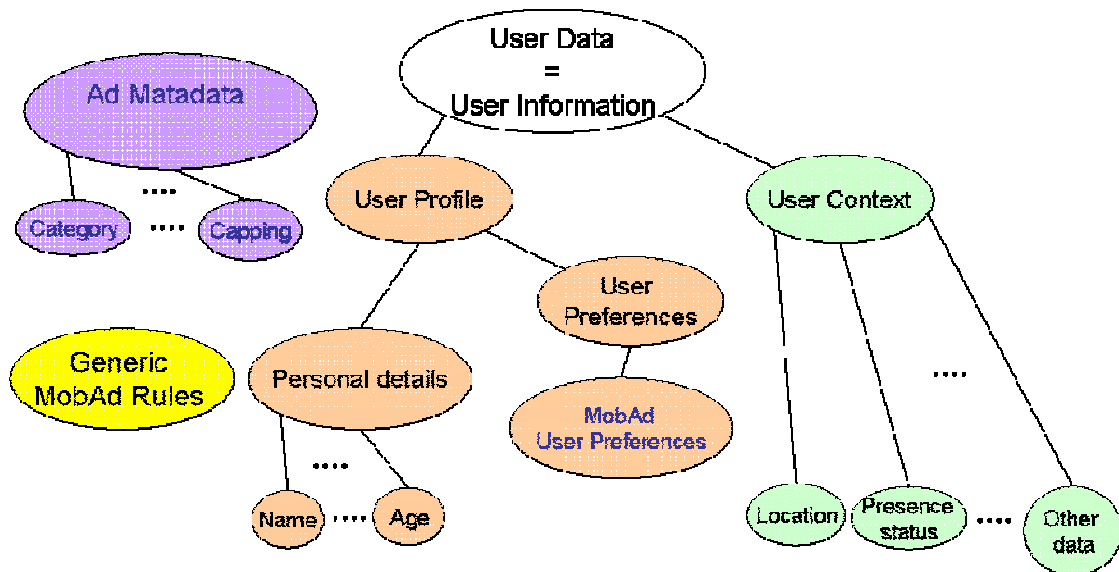 User Data
=
User Information
Ad Matadata
User Profile
User Context
Category
....
....
Capping
User
Preferences
Generic
MobAd Rules
Personal details
MobAd
User Preferences
....
....
Name
....
Age
Location
Presence
status
....
Other
data